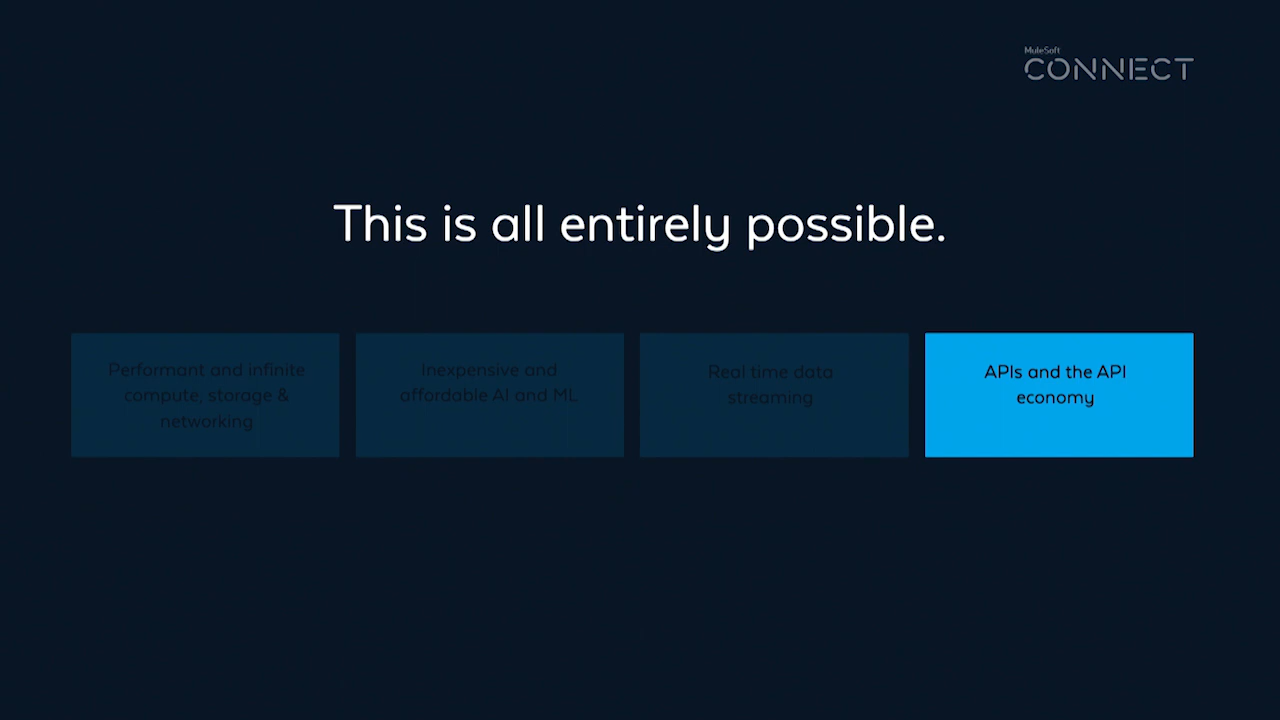 MuleSoft
CONNECT
This is all entirely possible.
Performant and infinite
compute, storage &
networking
Inexpensive and
affordable AI and ML
Real time data
streaming
APIs and the API
economy